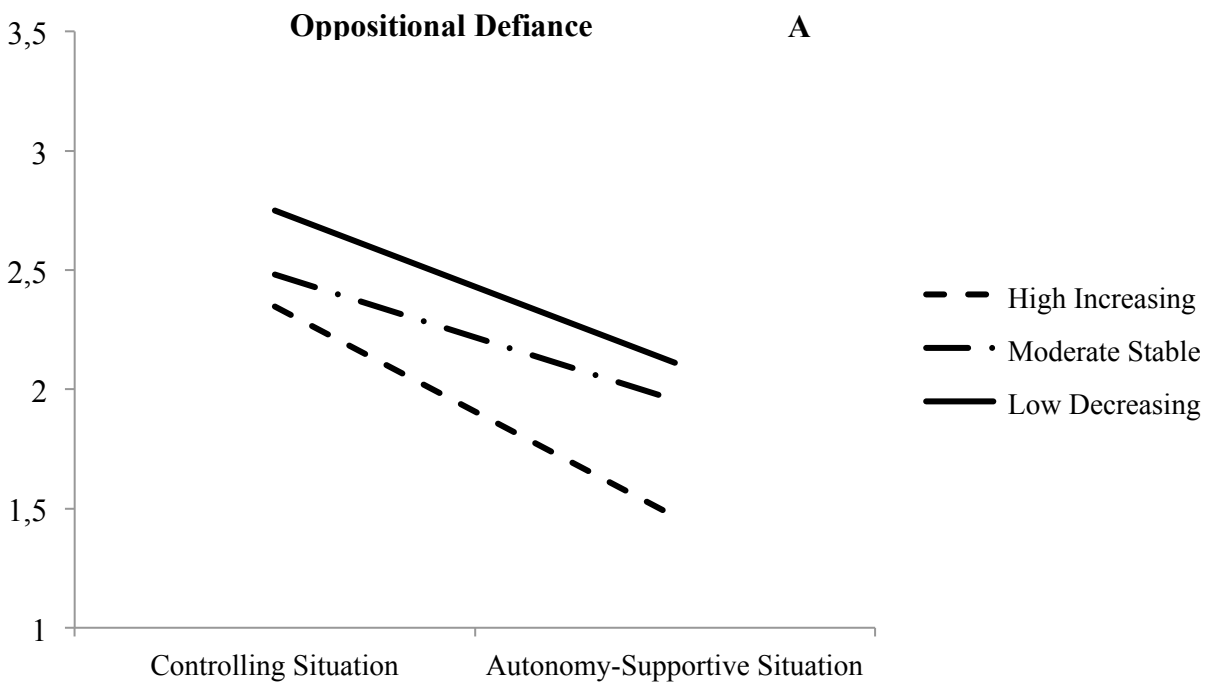 Oppositional Defiance A
3,5
3
2,5
2
1,5
1
Controlling Situation Autonomy-Supportive Situation
High Increasing
Moderate Stable
Low Decreasing